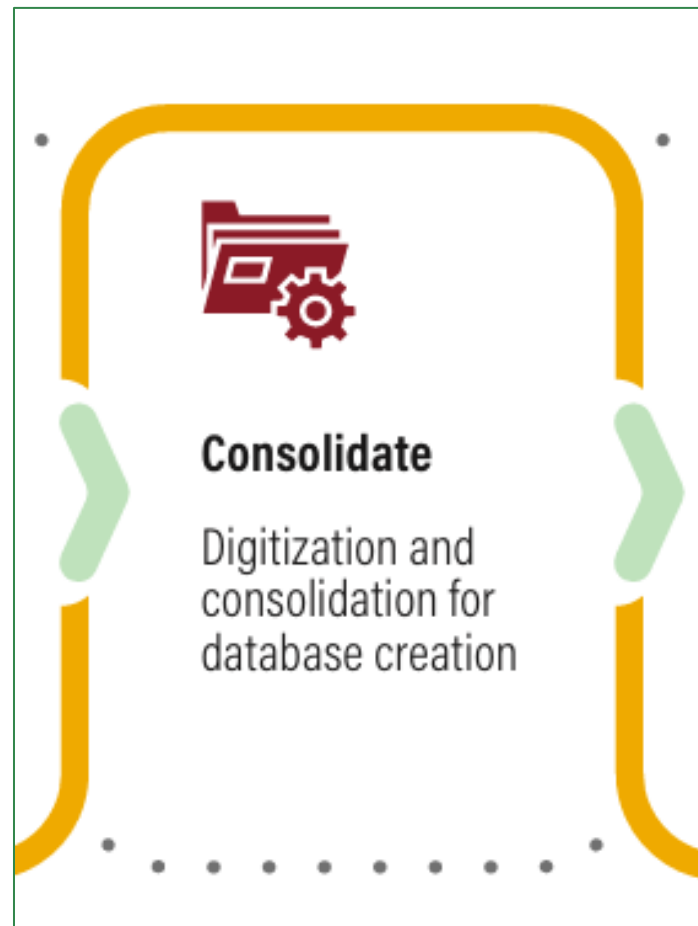 Consolidate
Digitization and
consolidation for
database creation